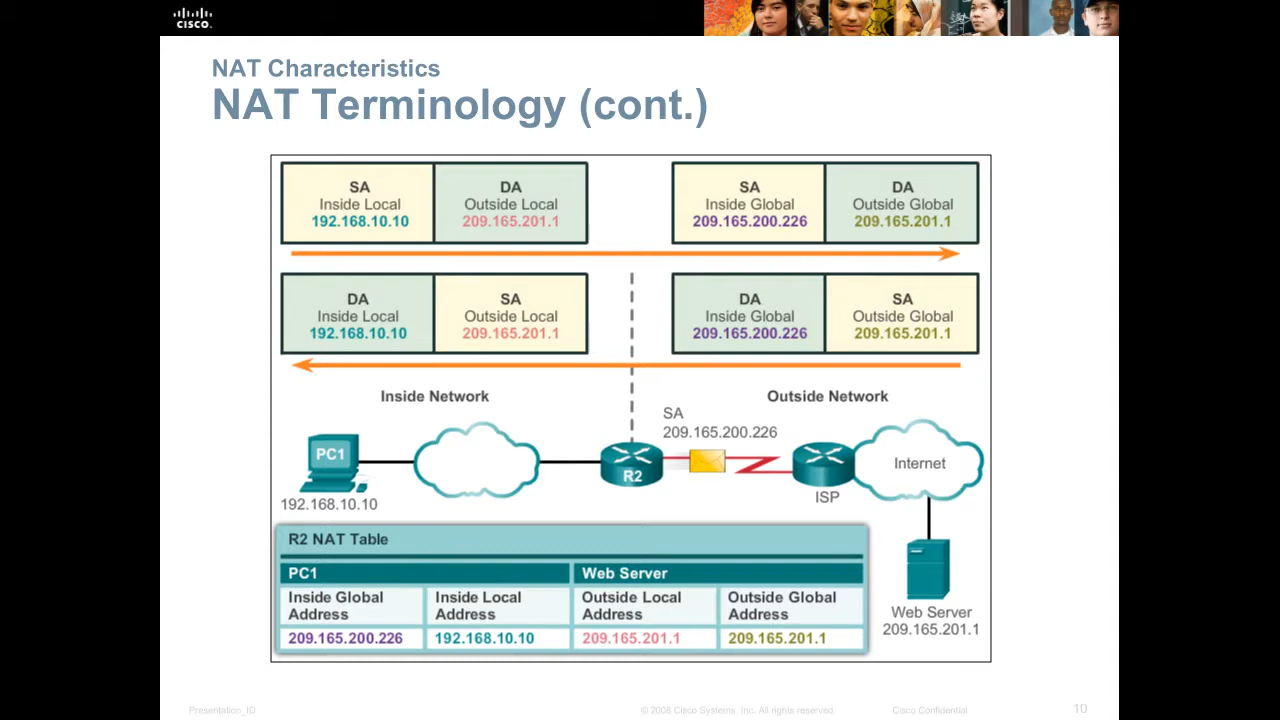 CISCO.
NAT Characteristics
NAT Terminology (cont.)
SA
Inside Local
192.168.10.10
DA
Outside Local
209.165.201.1
SA
Inside Global
209.165.200.226
DA
Outside Global
209.165.201.1
DA
Inside Local
192.168.10.10
SA
Outside Local
209.165.201.1
DA
Inside Global
209.165.200.226
SA
Outside Global
209.165.201.1
Inside Network
Outside Network
SA
209.165.200.226
PC1
192.168.10.10
R2
ISP
Internet
Web Server
209.165.201.1
R2 NAT Table
PC1
Web Server
Inside Global
Address
Inside Local
Address
Outside Local
Address
Outside Global
Address
209.165.200.226
192.168.10.10
209.165.201.1
209.165.201.1
Presentation_ID
© 2008 Cisco Systems, Inc. All rights reserved.
Cisco Confidential
10